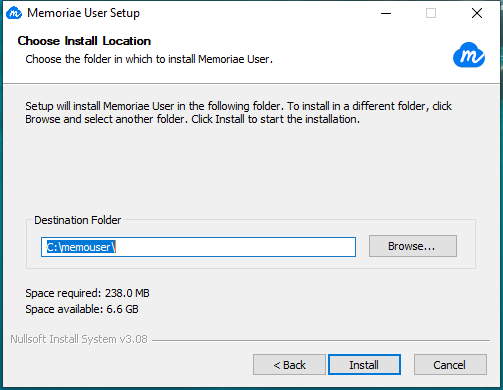 Memoriae User Setup
Choose Install Location
Choose the folder in which to install Memoriae User.
m
Setup will install Memoriae User in the following folder. To install in a different folder, click
Browse and select another folder. Click Install to start the installation.
Destination Folder
C:\memouser\
Browse...
Space required: 238.0 MB
Space available: 6.6 GB
Nullsoft Install System v3.08
< Back
Install
Cancel